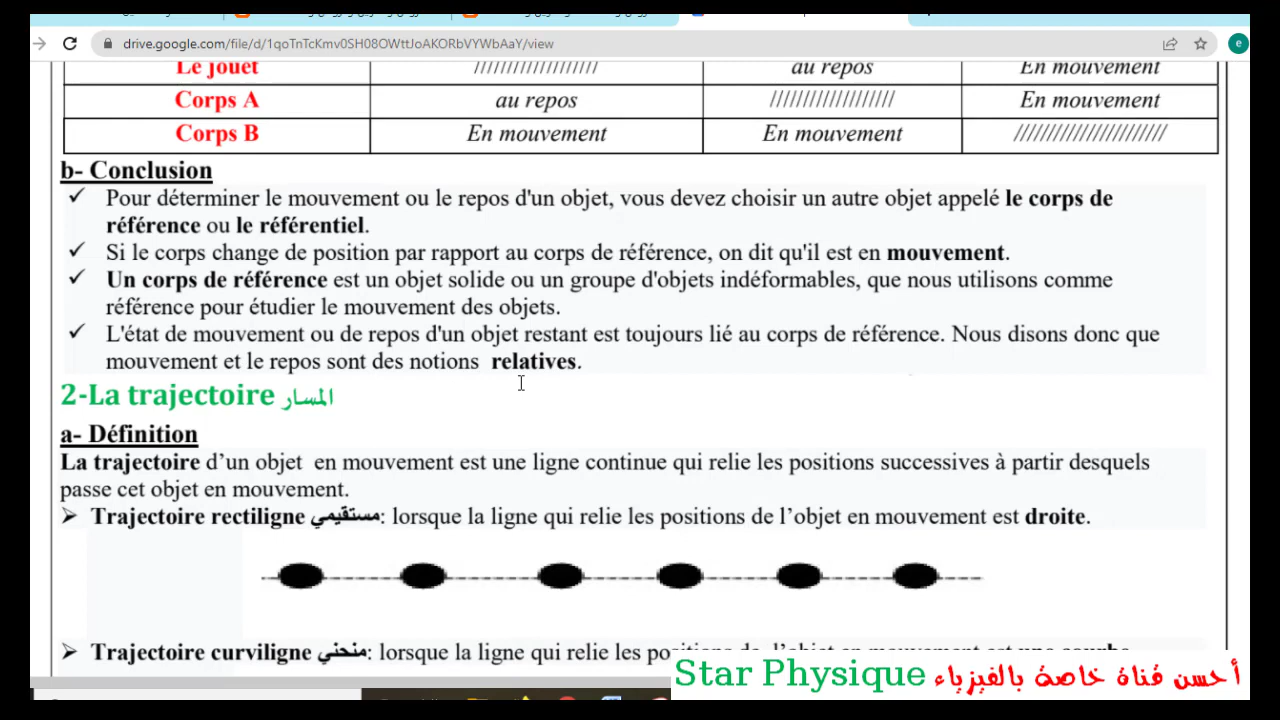 drive.google.com/file/d/1qoTnTcKmv0SH08OWttJoAKORbVYWbAaY/view
e
Le jouet //////////////////// au repos En mouvement
Corps A au repos //////////////////// En mouvement
Corps B En mouvement En mouvement ////////////////////////
b- Conclusion
✓ Pour déterminer le mouvement ou le repos d'un objet, vous devez choisir un autre objet appelé le corps de
référence ou le référentiel.
✓ Si le corps change de position par rapport au corps de référence, on dit qu'il est en mouvement.
✓ Un corps de référence est un objet solide ou un groupe d'objets indéformables, que nous utilisons comme
référence pour étudier le mouvement des objets.
✓ L'état de mouvement ou de repos d'un objet restant est toujours lié au corps de référence. Nous disons donc que
mouvement et le repos sont des notions relatives.
2-La trajectoire المسار
a- Définition
La trajectoire d’un objet en mouvement est une ligne continue qui relie les positions successives à partir desquels
passe cet objet en mouvement.
➢ Trajectoire rectiligne مستقيمي: lorsque la ligne qui relie les positions de l’objet en mouvement est droite.
➢ Trajectoire curviligne منحني: lorsque la ligne qui relie les positions de l’objet en mouvement est une courbe
Star Physique أحسن قناة خاصة بالفيزياء